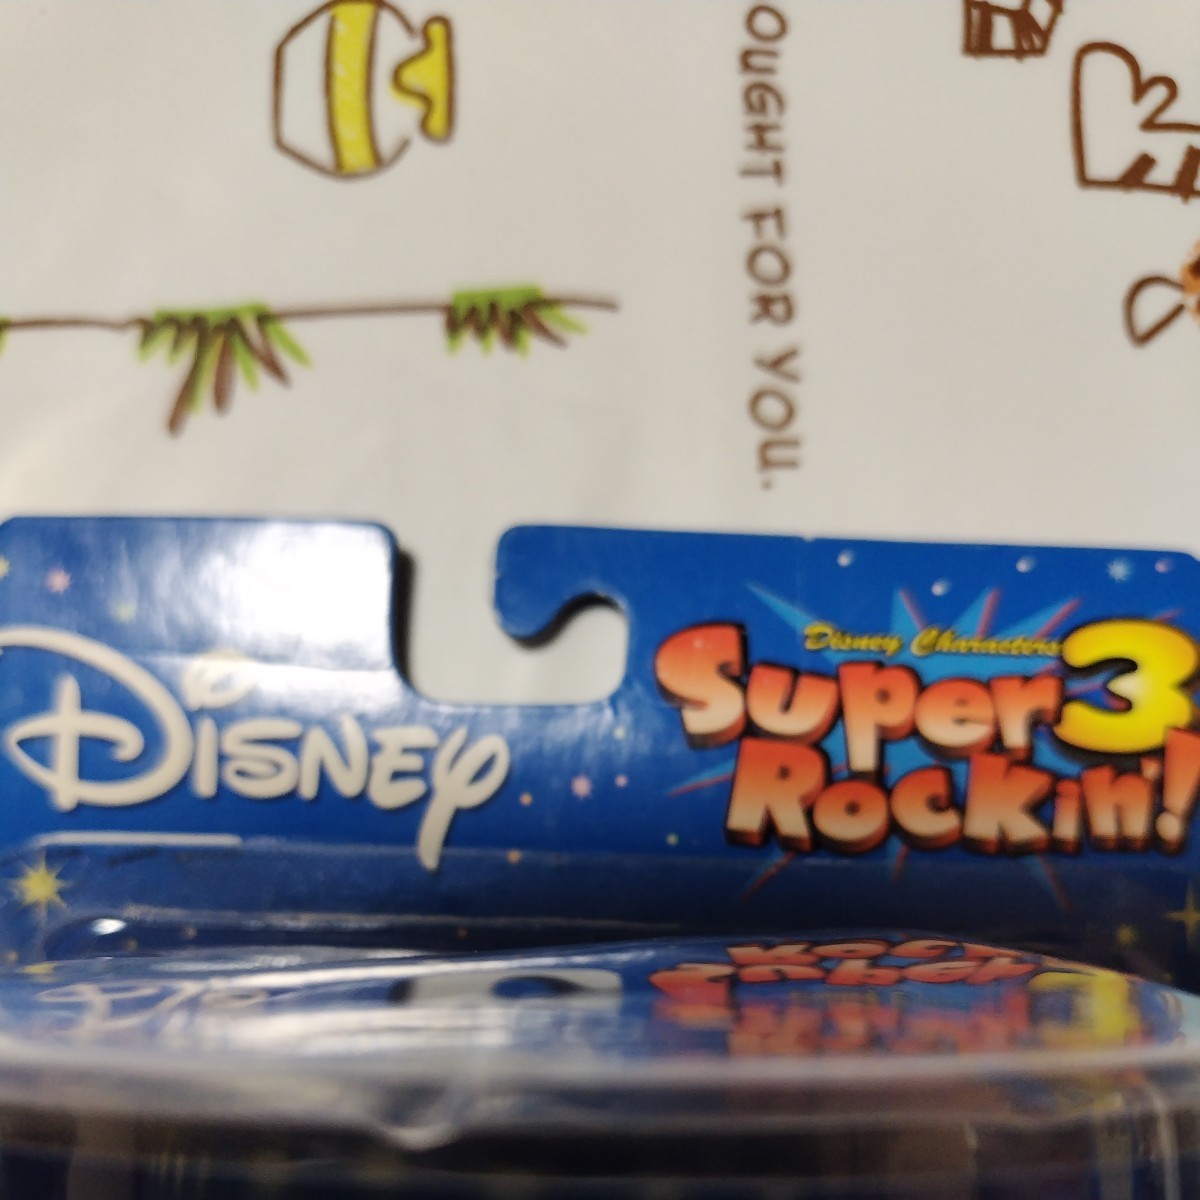 OUGHT FOR YOU.
DISNEY
Disney Characters
Super 3
Rockin'!